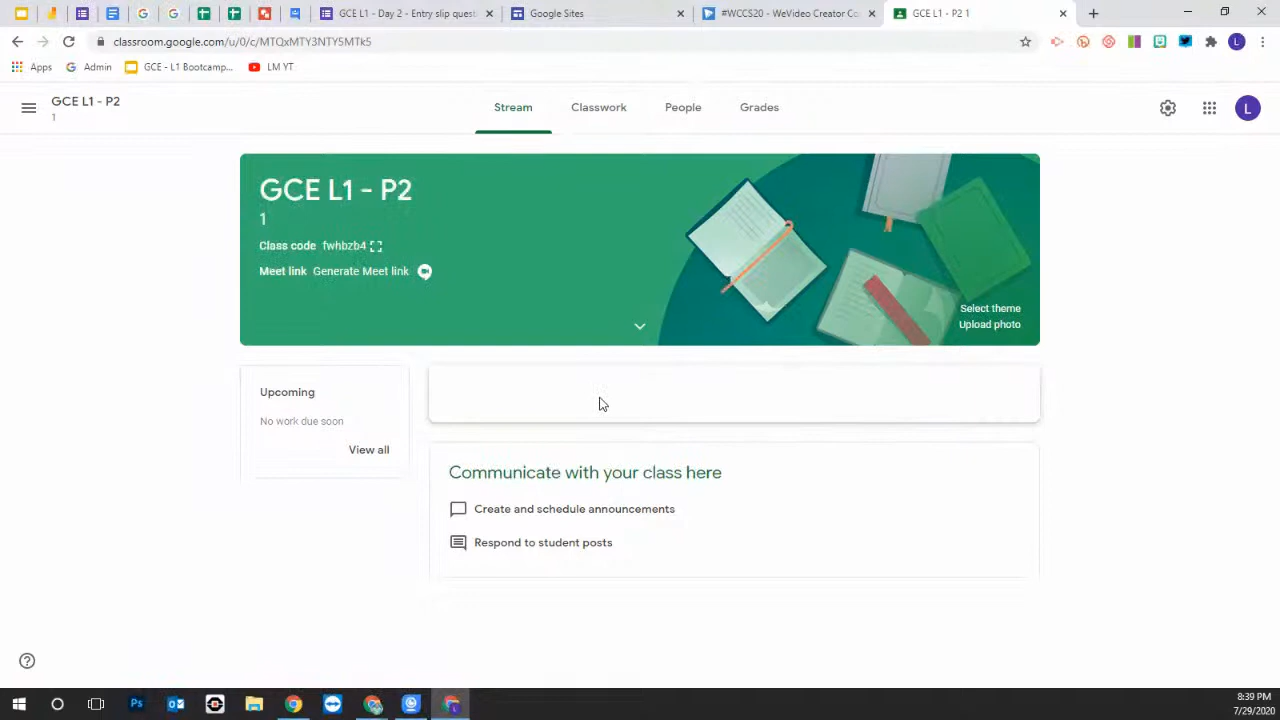 GCE L1 - Day 2 - Entry slip quest
Google Sites
#WCCS20 - WeVideo Creator Co
GCE L1 - P2 1
classroom.google.com/u/0/c/MTQxMTY3NTY5MTk5
L
Apps
Admin
GCE - L1 Bootcamp...
LM YT
GCE L1 - P2
1
Stream
Classwork
People
Grades
L
GCE L1 - P2
1
Class code fwhbzb4
Meet link Generate Meet link
Select theme
Upload photo
Upcoming
No work due soon
View all
Communicate with your class here
Create and schedule announcements
Respond to student posts
8:39 PM
7/29/2020